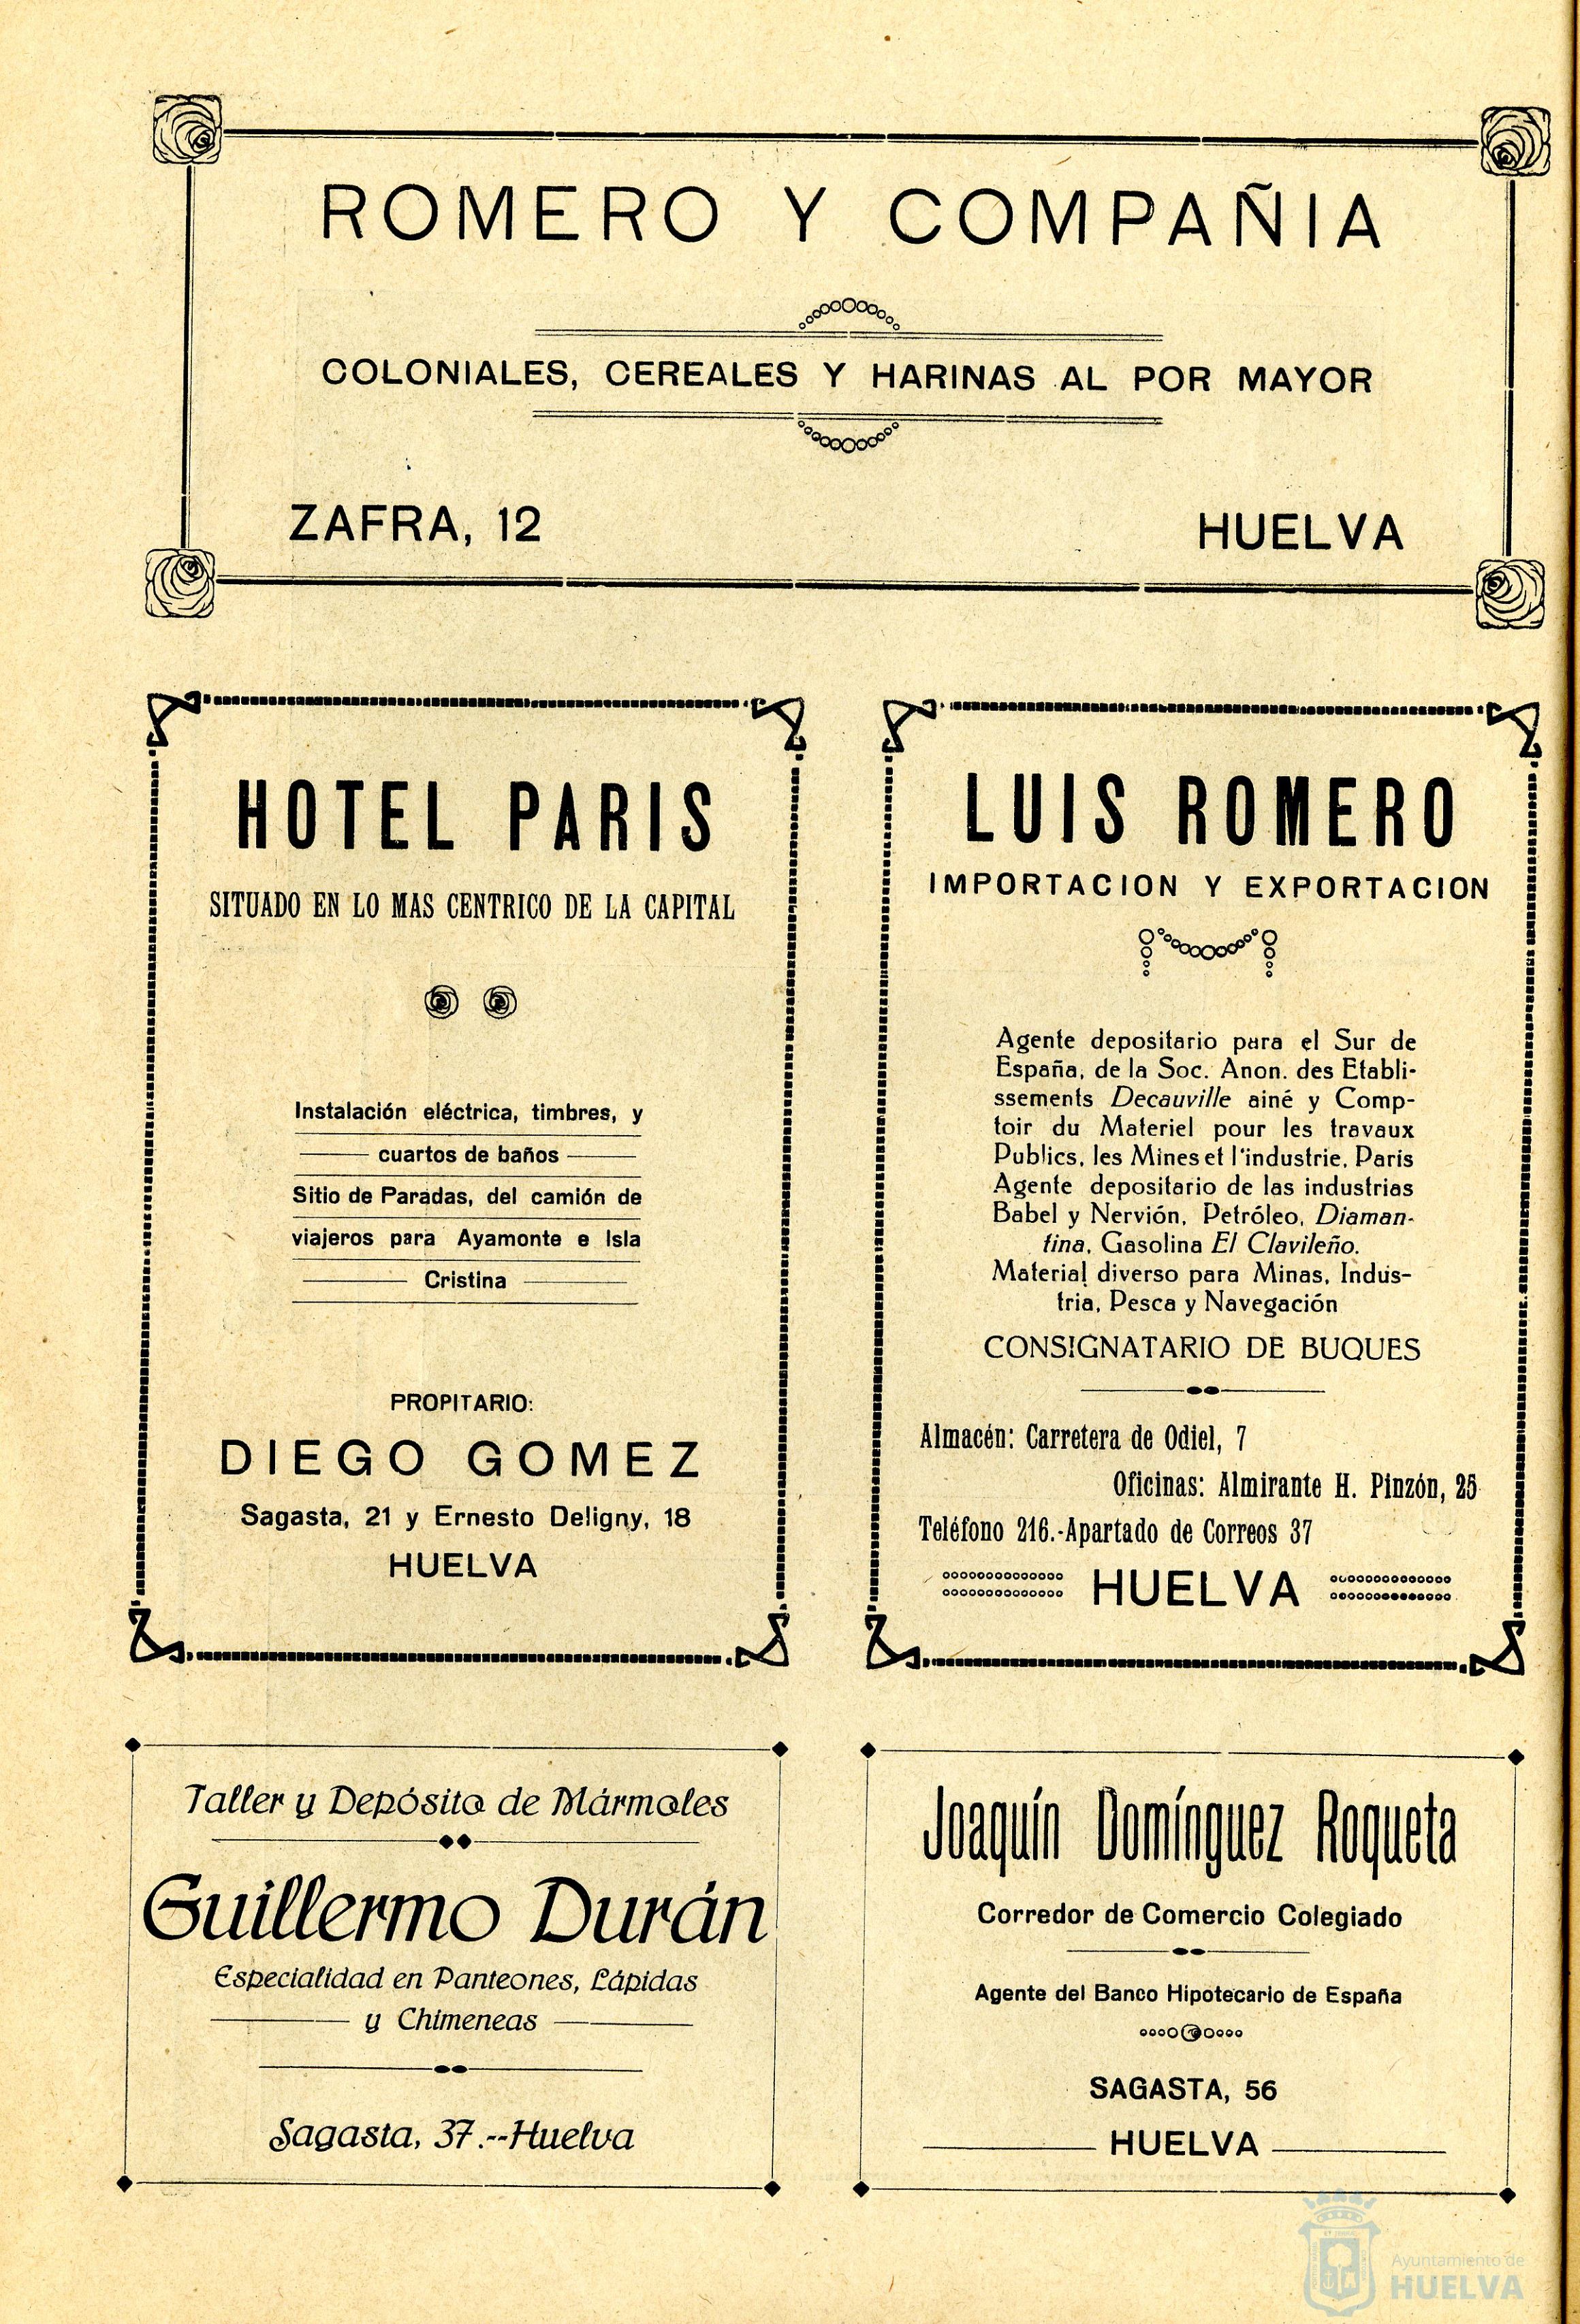 ROMERO Y COMPAÑIA
COLONIALES, CEREALES Y HARINAS AL POR MAYOR
ZAFRA, 12
HUELVA
HOTEL PARIS
SITUADO EN LO MAS CENTRICO DE LA CAPITAL
Instalación eléctrica, timbres, y
cuartos de baños
Sitio de Paradas, del camión de
viajeros para Ayamonte e Isla
Cristina
PROPITARIO:
DIEGO GOMEZ
Sagasta, 21 y Ernesto Deligny, 18
HUELVA
LUIS ROMERO
IMPORTACION Y EXPORTACION
Agente depositario para el Sur de
España, de la Soc. Anon. des Etabli-
ssements Decauville ainé y Comp-
toir du Materiel pour les travaux
Publics, les Mines et l'industrie, Paris
Agente depositario de las industrias
Babel y Nervión, Petróleo, Diaman-
tina, Gasolina El Clavileño.
Material diverso para Minas, Indus-
tria, Pesca y Navegación
CONSIGNATARIO DE BUQUES
Almacén: Carretera de Odiel, 7
Oficinas: Almirante H. Pinzón, 25
Teléfono 216.-Apartado de Correos 37
HUELVA
Taller y Depósito de Mármoles
Guillermo Durán
Especialidad en Panteones, Lápidas
y Chimeneas
Sagasta, 37.--Huelva
Joaquín Domínguez Roqueta
Corredor de Comercio Colegiado
Agente del Banco Hipotecario de España
SAGASTA, 56
HUELVA
Ayuntamiento de
HUELVA